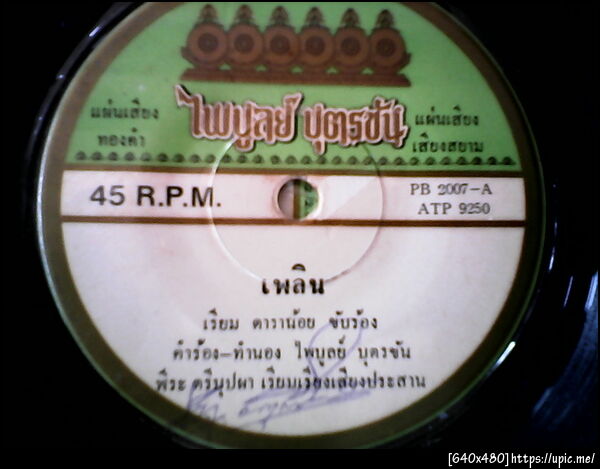 ไพบูลย์ บุตรขัน
แผ่นเสียง
ทองคำ
แผ่นเสียง
เสียงสยาม
45 R.P.M.
PB 2007-A
ATP 9250
เพลิน
เรียม ดาราน้อย ขับร้อง
คำร้อง-ทำนอง ไพบูลย์ บุตรขัน
พีระ ตรีบุปผา เรียบเรียงเสียงประสาน
[640x480]https://upic.me/